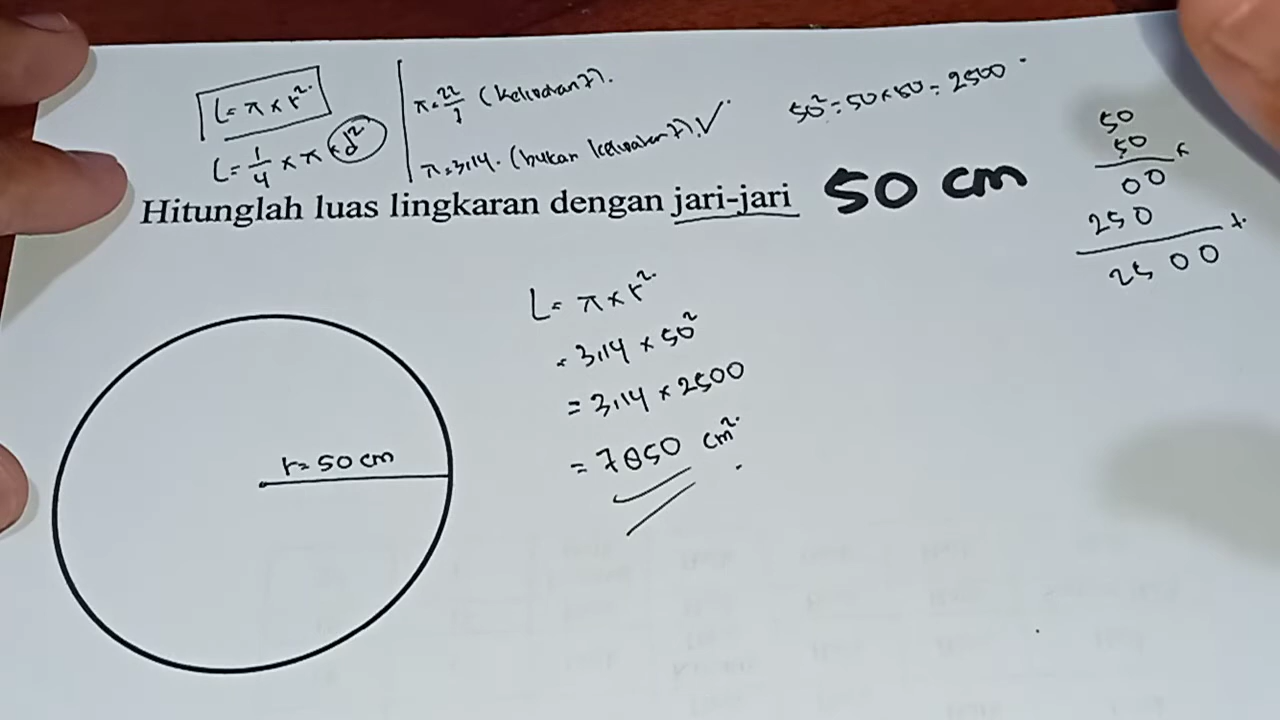 L = π × r².
L = 1/4 × π × d²
π = 22/7 (kelipatan 7).
π = 3,14. (bukan kelipatan 7) ✓
50² = 50 × 50 = 2500
50
50 ×
00
250 +
2500
Hitunglah luas lingkaran dengan jari-jari 50 cm
r = 50 cm
L = π × r²
= 3,14 × 50²
= 3,14 × 2500
= 7850 cm².